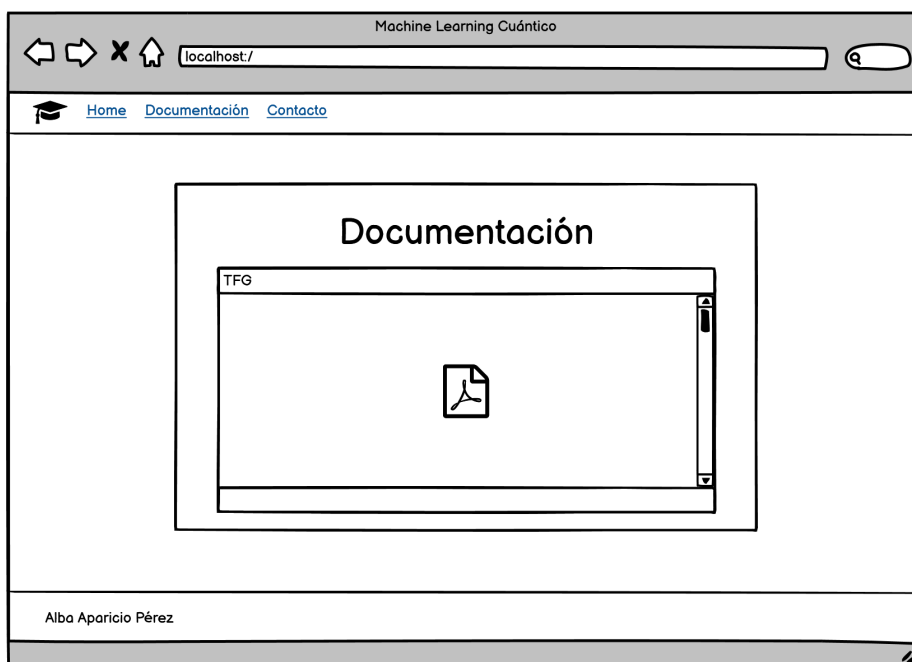 Machine Learning Cuántico
localhost:/
Home Documentación Contacto
Documentación
TFG
Alba Aparicio Pérez